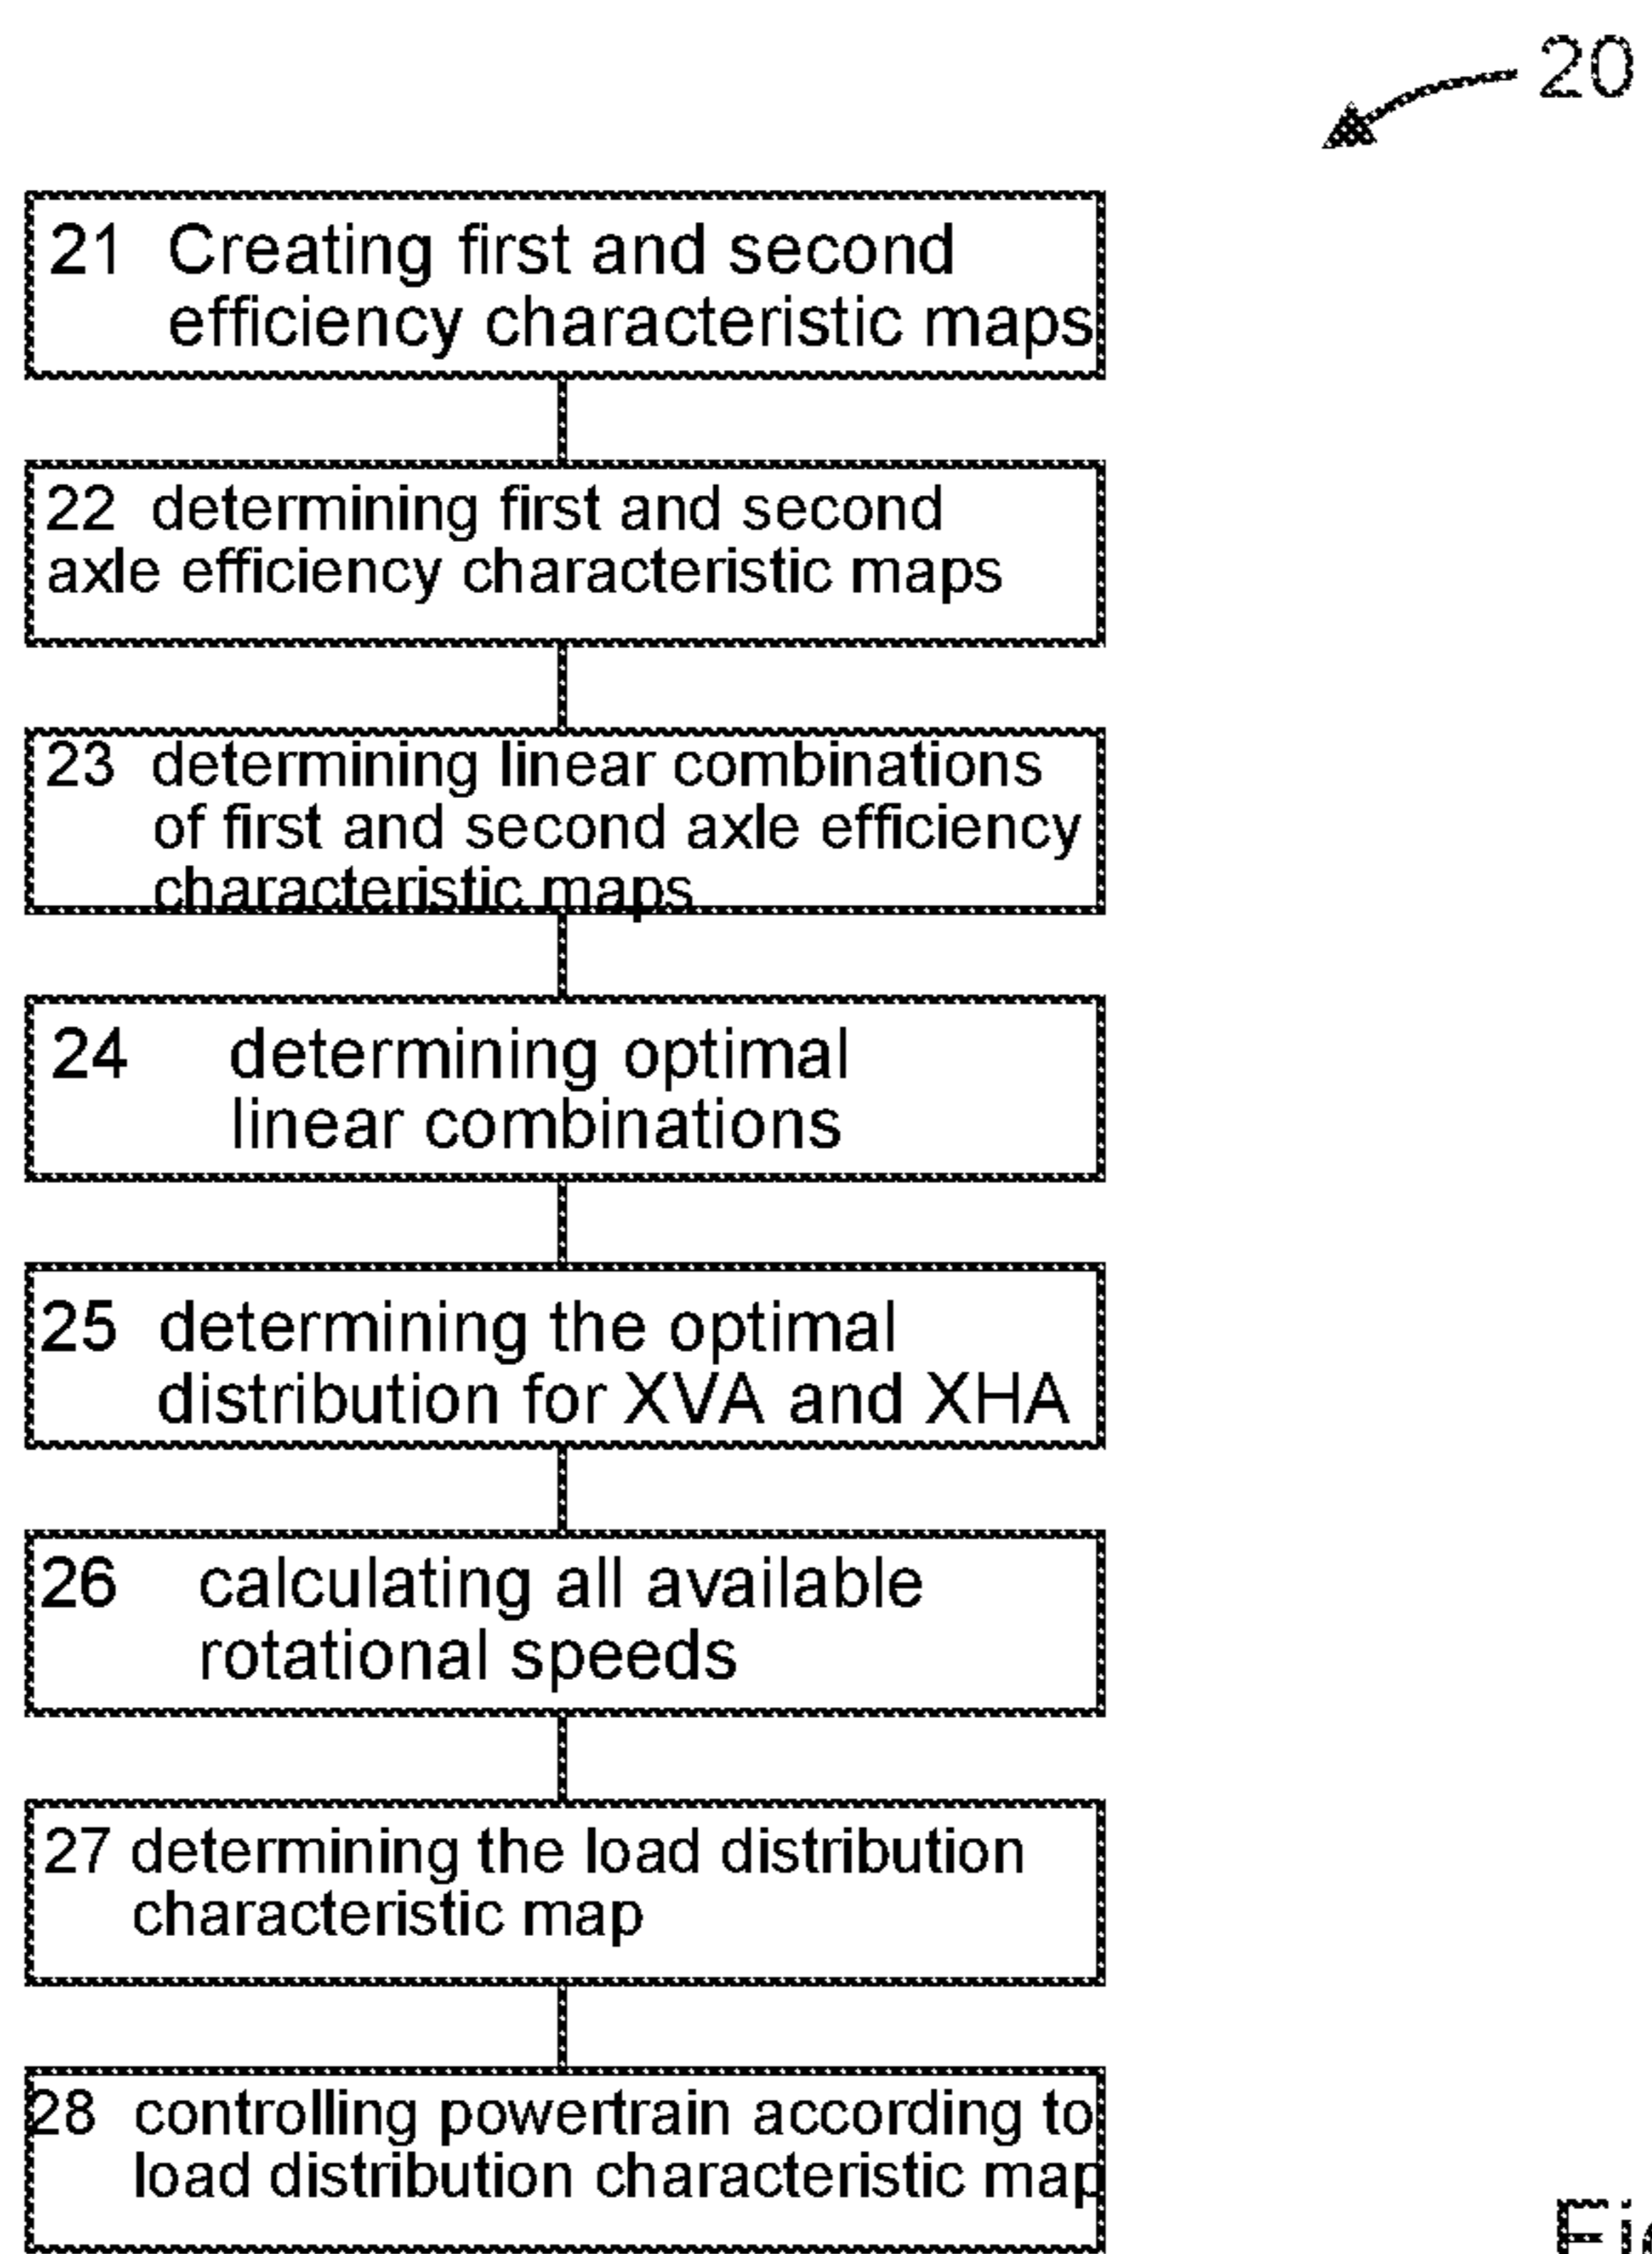 20
21 Creating first and second
efficiency characteristic maps
22 determining first and second
axle efficiency characteristic maps
23 determining linear combinations
of first and second axle efficiency
characteristic maps
24 determining optimal
linear combinations
25 determining the optimal
distribution for XVA and XHA
26 calculating all available
rotational speeds
27 determining the load distribution
characteristic map
28 controlling powertrain according to
load distribution characteristic map